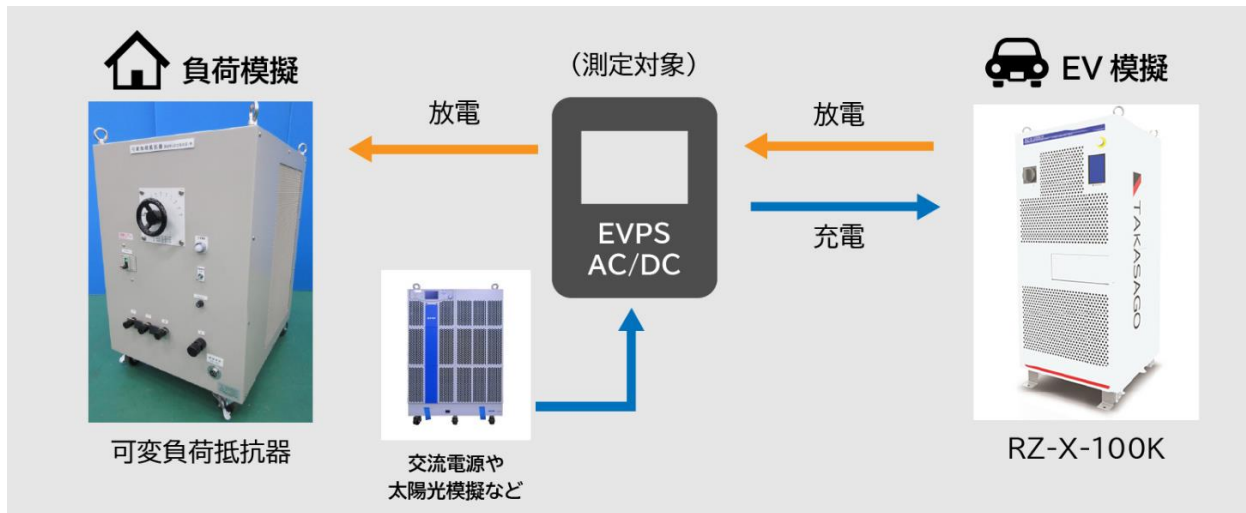 負荷模擬
(測定対象)
EV 模擬
放電
放電
充電
EVPS
AC/DC
TAKASAGO
可変負荷抵抗器
交流電源や
太陽光模擬など
RZ-X-100K